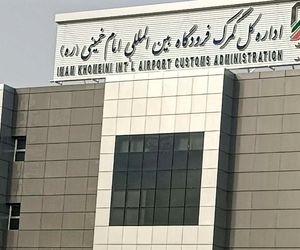 اداره کل گمرک فرودگاه بین المللی امام خمینی (ره)
IMAM KHOMEINI INT'L AIRPORT CUSTOMS ADMINISTRATION